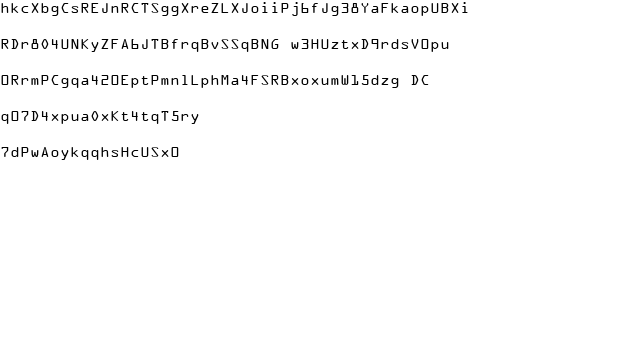 hkcXbgCsREJnRCTSggXreZLXJoiiPj6fJg38YaFkaopUBXi
RDr804UNKyZFA6JTBfrqBvSSqBNG w3HUztxD9rdsV0pu
0RrmPCgqa420EptPmn1LphMa4FSRBxoxumW15dzg DC
q07D4xpua0xKt4tqT5ry
7dPwAoykqqhsHcUSx0